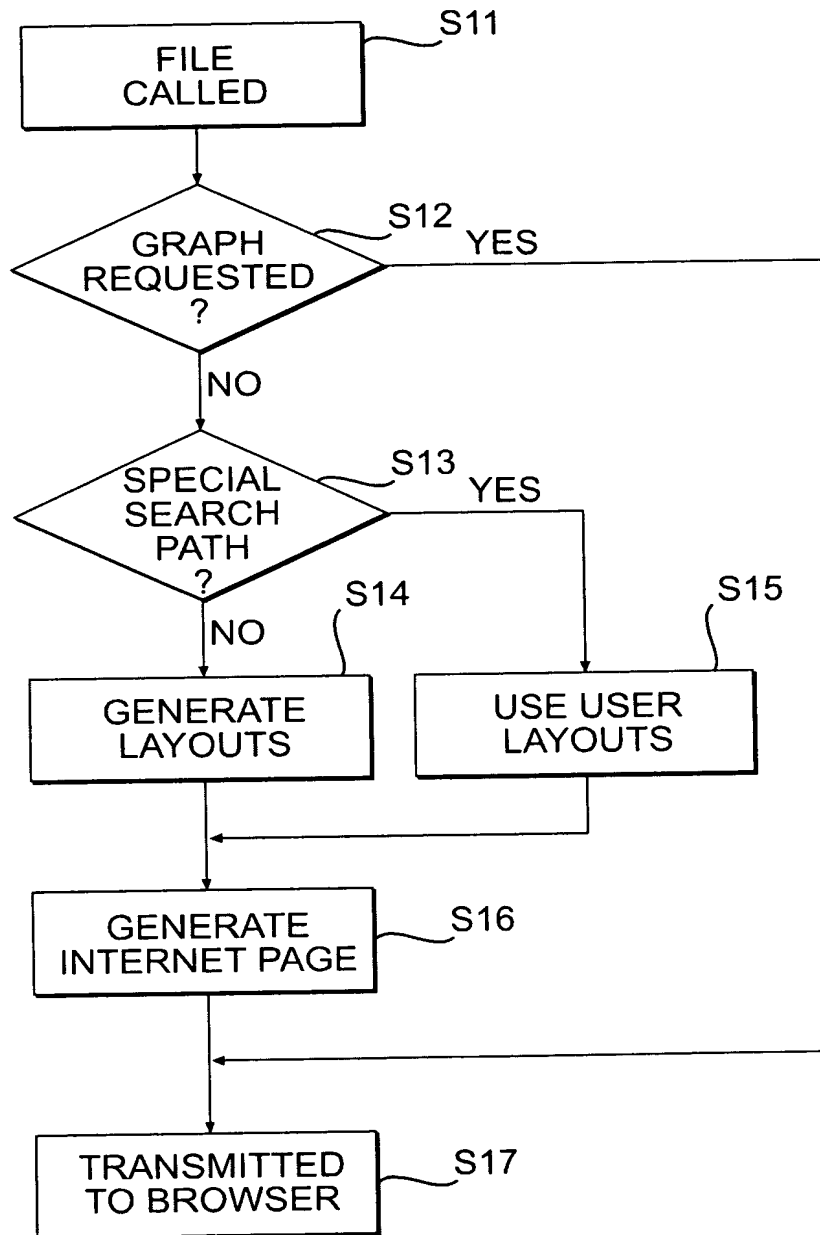 S11
FILE
CALLED
S12
YES
GRAPH
REQUESTED
?
NO
S13
YES
SPECIAL
SEARCH
PATH
?
NO
S14
S15
GENERATE
LAYOUTS
USE USER
LAYOUTS
GENERATE
INTERNET PAGE
S16
TRANSMITTED
TO BROWSER
S17